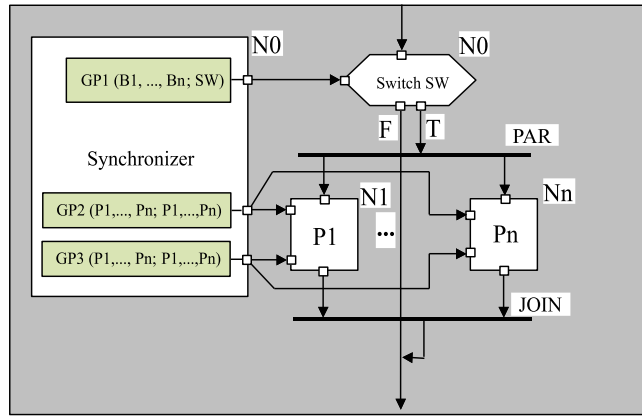 N0
N0
GP1 (B1, ..., Bn; SW)
Switch SW
F
T
PAR
Synchronizer
GP2 (P1,..., Pn; P1,...,Pn)
N1
Nn
P1
...
Pn
GP3 (P1,..., Pn; P1,...,Pn)
JOIN